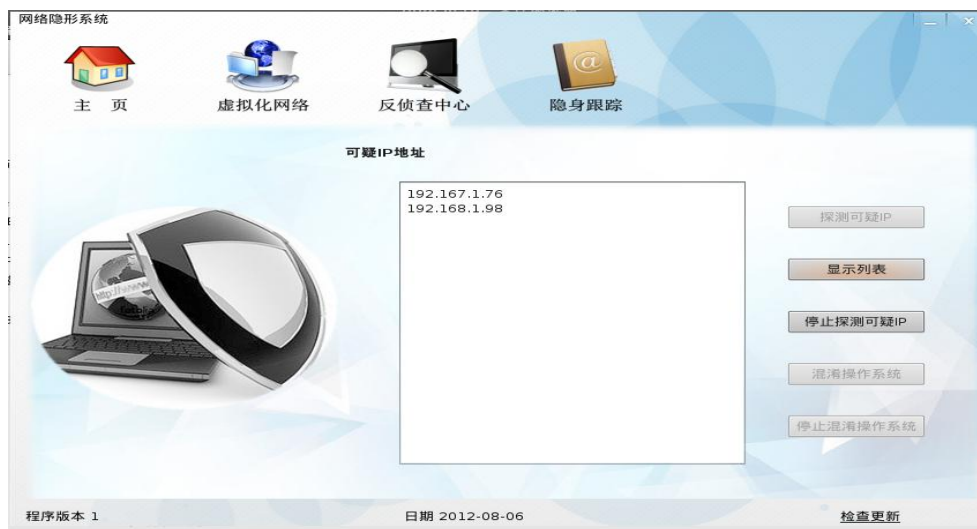 网络隐形系统
主 页
虚拟化网络
反侦查中心
隐身跟踪
可疑IP地址
192.167.1.76
192.168.1.98
探测可疑IP
显示列表
停止探测可疑IP
混淆操作系统
停止混淆操作系统
http://www
程序版本 1
日期 2012-08-06
检查更新